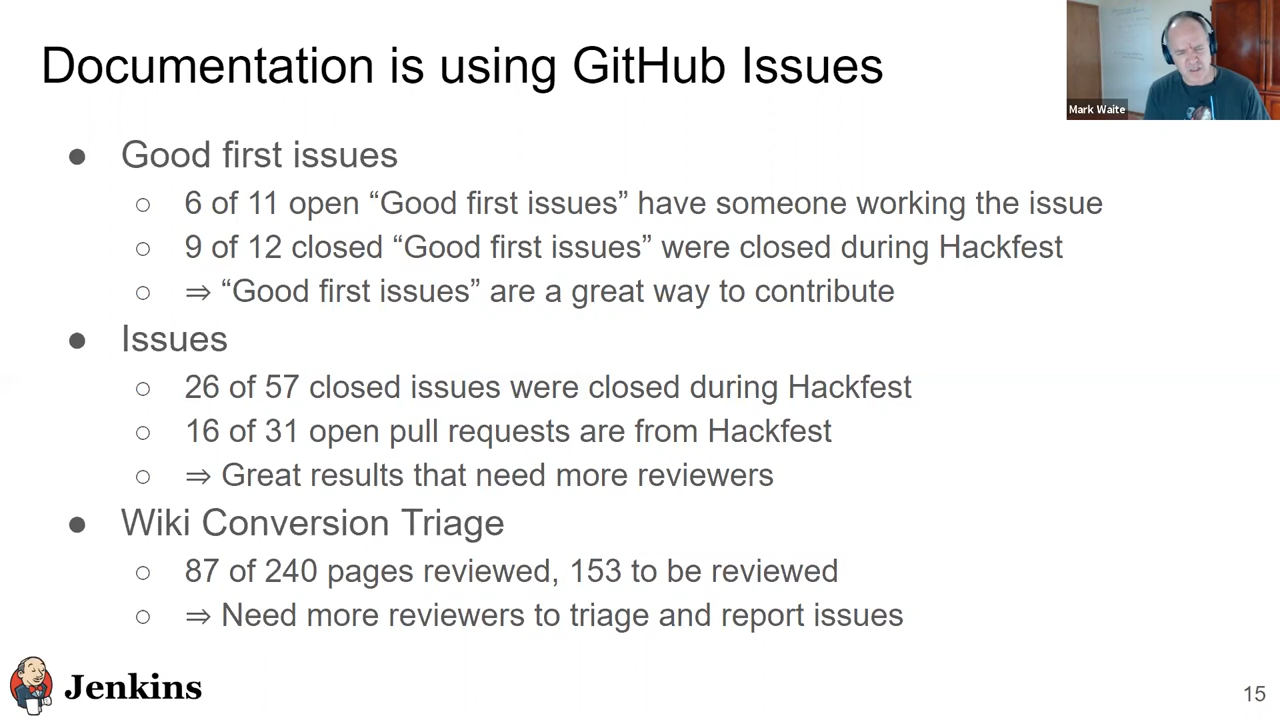 Documentation is using GitHub Issues
Mark Waite
● Good first issues
○ 6 of 11 open “Good first issues” have someone working the issue
○ 9 of 12 closed “Good first issues” were closed during Hackfest
○ ⇒ “Good first issues” are a great way to contribute
● Issues
○ 26 of 57 closed issues were closed during Hackfest
○ 16 of 31 open pull requests are from Hackfest
○ ⇒ Great results that need more reviewers
● Wiki Conversion Triage
○ 87 of 240 pages reviewed, 153 to be reviewed
○ ⇒ Need more reviewers to triage and report issues
Jenkins
15